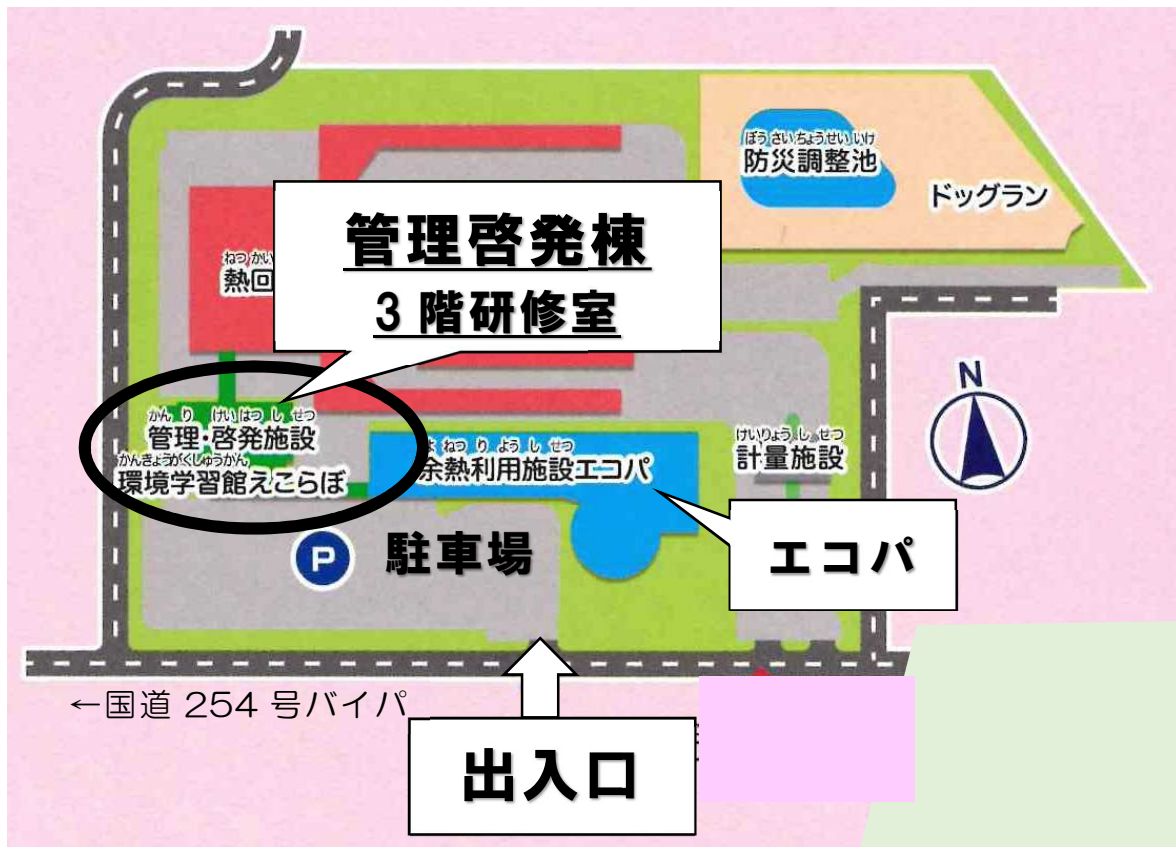 ぼうさいちょうせいいけ
防災調整池
ドッグラン
管理啓発棟
3階研修室
ねつかい
熱回
N
かんりけいはつしせつ
管理・啓発施設
かんきょうがくしゅうかん
環境学習館えこらぼ
よねつりようしせつ
余熱利用施設エコパ
けいりょうしせつ
計量施設
P 駐車場
エコパ
←国道 254 号バイパ
出入口